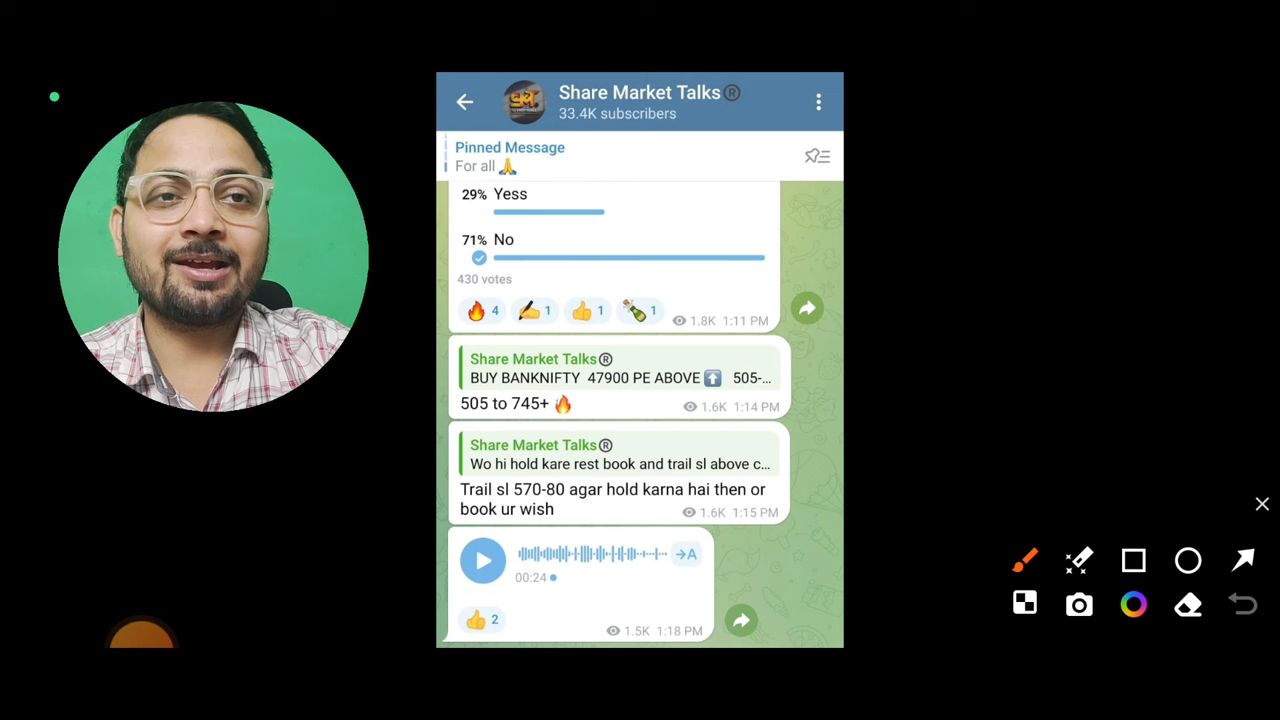 Share Market Talks®
33.4K subscribers
Pinned Message
For all 🙏
29% Yess
71% No
430 votes
🔥 4 ✍️ 1 👍 1 🍾 1 1.8K 1:11 PM
Share Market Talks®
BUY BANKNIFTY 47900 PE ABOVE ⬆️ 505-...
505 to 745+ 🔥 1.6K 1:14 PM
Share Market Talks®
Wo hi hold kare rest book and trail sl above c...
Trail sl 570-80 agar hold karna hai then or
book ur wish 1.6K 1:15 PM
→A
00:24
👍 2 1.5K 1:18 PM